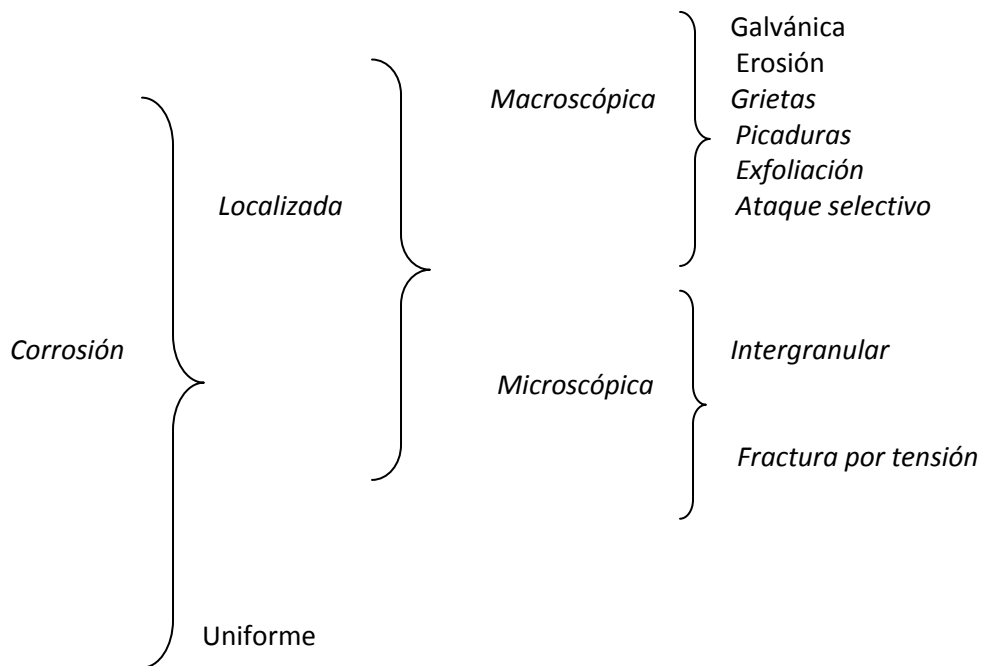 Galvánica
Erosión
Macroscópica
Grietas
Picaduras
Exfoliación
Localizada
Ataque selectivo
Corrosión
Intergranular
Microscópica
Fractura por tensión
Uniforme